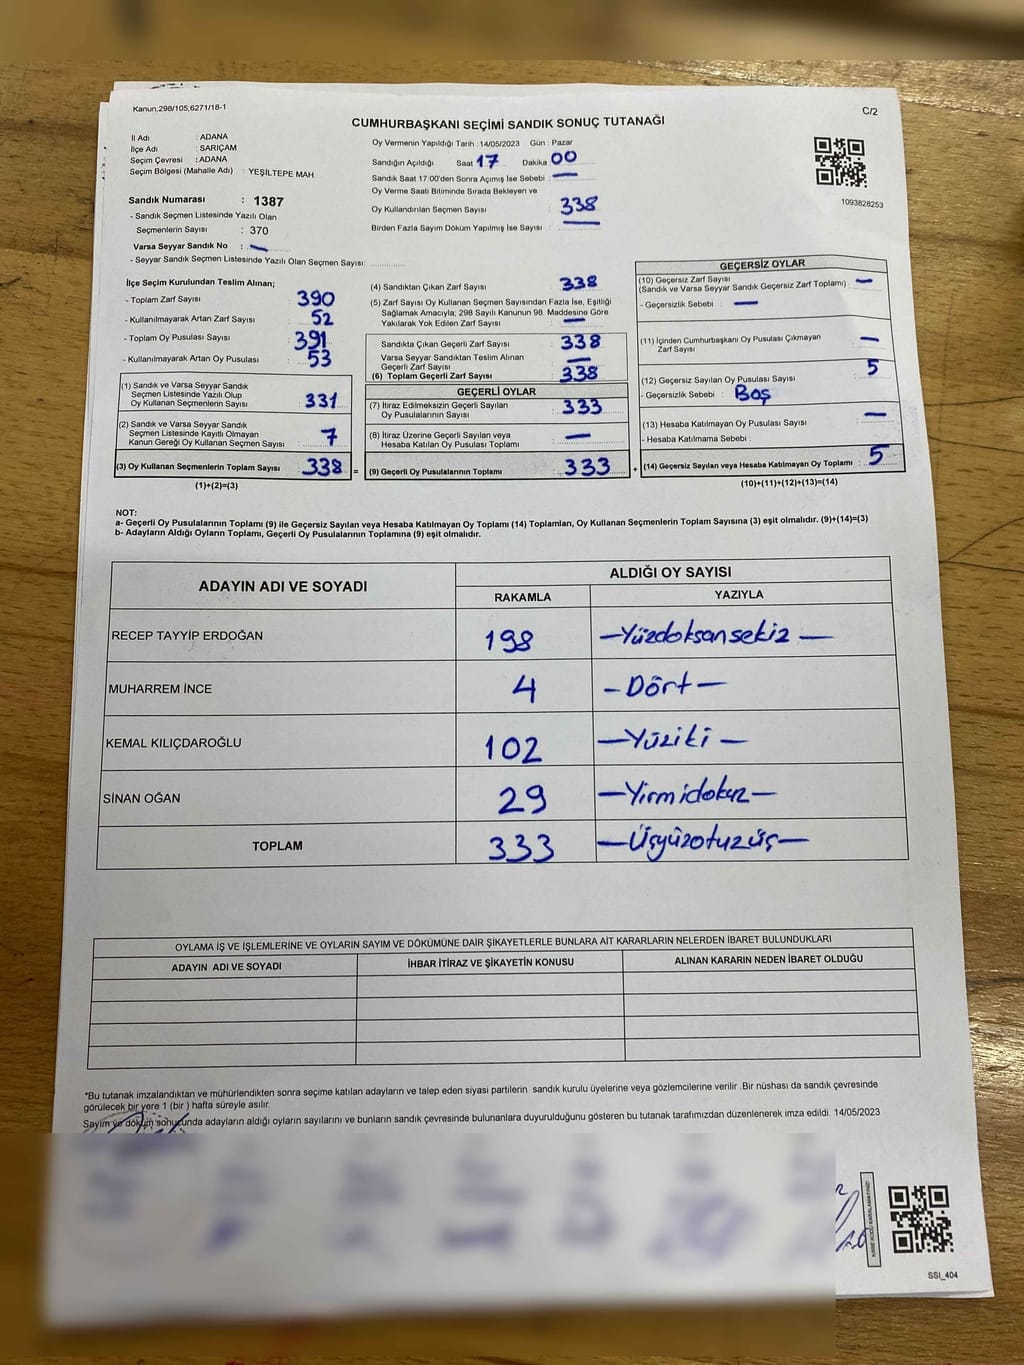 Kanun;298/105,6271/18-1
C/2
CUMHURBAŞKANI SEÇİMİ SANDIK SONUÇ TUTANAĞI
İl Adı : ADANA
İlçe Adı : SARIÇAM
Seçim Çevresi : ADANA
Seçim Bölgesi (Mahalle Adı) : YEŞİLTEPE MAH.
Sandık Numarası : 1387
- Sandık Seçmen Listesinde Yazılı Olan
Seçmenlerin Sayısı : 370
Varsa Seyyar Sandık No : —
- Seyyar Sandık Seçmen Listesinde Yazılı Olan Seçmen Sayısı:
Oy Vermenin Yapıldığı Tarih : 14/05/2023 Gün : Pazar
Sandığın Açıldığı Saat 17 Dakika 00
Sandık Saat 17:00'den Sonra Açımış İse Sebebi : —
Oy Verme Saati Bitiminde Sırada Bekleyen ve
Oy Kullandırılan Seçmen Sayısı 338
Birden Fazla Sayım Döküm Yapılmış İse Sayısı : —
1093828253
İlçe Seçim Kurulundan Teslim Alınan;
- Toplam Zarf Sayısı : 390
- Kullanılmayarak Artan Zarf Sayısı : 52
- Toplam Oy Pusulası Sayısı : 391
- Kullanılmayarak Artan Oy Pusulası : 53
(1) Sandık ve Varsa Seyyar Sandık
Seçmen Listesinde Yazılı Olup
Oy Kullanan Seçmenlerin Sayısı : 331
(2) Sandık ve Varsa Seyyar Sandık
Seçmen Listesinde Kayıtlı Olmayan
Kanun Gereği Oy Kullanan Seçmen Sayısı : 7
(3) Oy Kullanan Seçmenlerin Toplam Sayısı : 338 =
(1)+(2)=(3)
(4) Sandıktan Çıkan Zarf Sayısı : 338
(5) Zarf Sayısı Oy Kullanan Seçmen Sayısından Fazla İse, Eşitliği
Sağlamak Amacıyla; 298 Sayılı Kanunun 98. Maddesine Göre
Yakılarak Yok Edilen Zarf Sayısı : —
Sandıkta Çıkan Geçerli Zarf Sayısı : 338
Varsa Seyyar Sandıktan Teslim Alınan
Geçerli Zarf Sayısı : —
(6) Toplam Geçerli Zarf Sayısı : 338
GEÇERLİ OYLAR
(7) İtiraz Edilmeksizin Geçerli Sayılan
Oy Pusulalarının Sayısı : 333
(8) İtiraz Üzerine Geçerli Sayılan veya
Hesaba Katılan Oy Pusulası Toplamı : —
(9) Geçerli Oy Pusulalarının Toplamı : 333 +
GEÇERSİZ OYLAR
(10) Geçersiz Zarf Sayısı
(Sandık ve Varsa Seyyar Sandık Geçersiz Zarf Toplamı) : —
- Geçersizlik Sebebi : —
(11) İçinden Cumhurbaşkanı Oy Pusulası Çıkmayan
Zarf Sayısı : —
(12) Geçersiz Sayılan Oy Pusulası Sayısı : 5
- Geçersizlik Sebebi : Boş
(13) Hesaba Katılmayan Oy Pusulası Sayısı : —
- Hesaba Katılmama Sebebi :
(14) Geçersiz Sayılan veya Hesaba Katılmayan Oy Toplamı : 5
(10)+(11)+(12)+(13)=(14)
NOT:
a- Geçerli Oy Pusulalarının Toplamı (9) ile Geçersiz Sayılan veya Hesaba Katılmayan Oy Toplamı (14) Toplamları, Oy Kullanan Seçmenlerin Toplam Sayısına (3) eşit olmalıdır. (9)+(14)=(3)
b- Adayların Aldığı Oyların Toplamı, Geçerli Oy Pusulalarının Toplamına (9) eşit olmalıdır.
ADAYIN ADI VE SOYADI ALDIĞI OY SAYISI
RAKAMLA YAZIYLA
RECEP TAYYİP ERDOĞAN 198 —Yüzdoksansekiz—
MUHARREM İNCE 4 —Dört—
KEMAL KILIÇDAROĞLU 102 —Yüziki—
SİNAN OĞAN 29 —Yirmidokuz—
TOPLAM 333 —Üçyüzotuzüç—
OYLAMA İŞ VE İŞLEMLERİNE VE OYLARIN SAYIM VE DÖKÜMÜNE DAİR ŞİKAYETLERLE BUNLARA AİT KARARLARIN NELERDEN İBARET BULUNDUKLARI
ADAYIN ADI VE SOYADI İHBAR İTİRAZ VE ŞİKAYETİN KONUSU ALINAN KARARIN NEDEN İBARET OLDUĞU
*Bu tutanak imzalandıktan ve mühürlendikten sonra seçime katılan adayların ve talep eden siyasi partilerin sandık kurulu üyelerine veya gözlemcilerine verilir .Bir nüshası da sandık çevresinde
görülecek bir yere 1 (bir ) hafta süreyle asılır.
Sayım ve döküm sonucunda adayların aldığı oyların sayılarını ve bunların sandık çevresinde bulunanlara duyurulduğunu gösteren bu tutanak tarafımızdan düzenlenerek imza edildi. 14/05/2023
KARE KODU KARALAMAYINIZ!
SSI_404